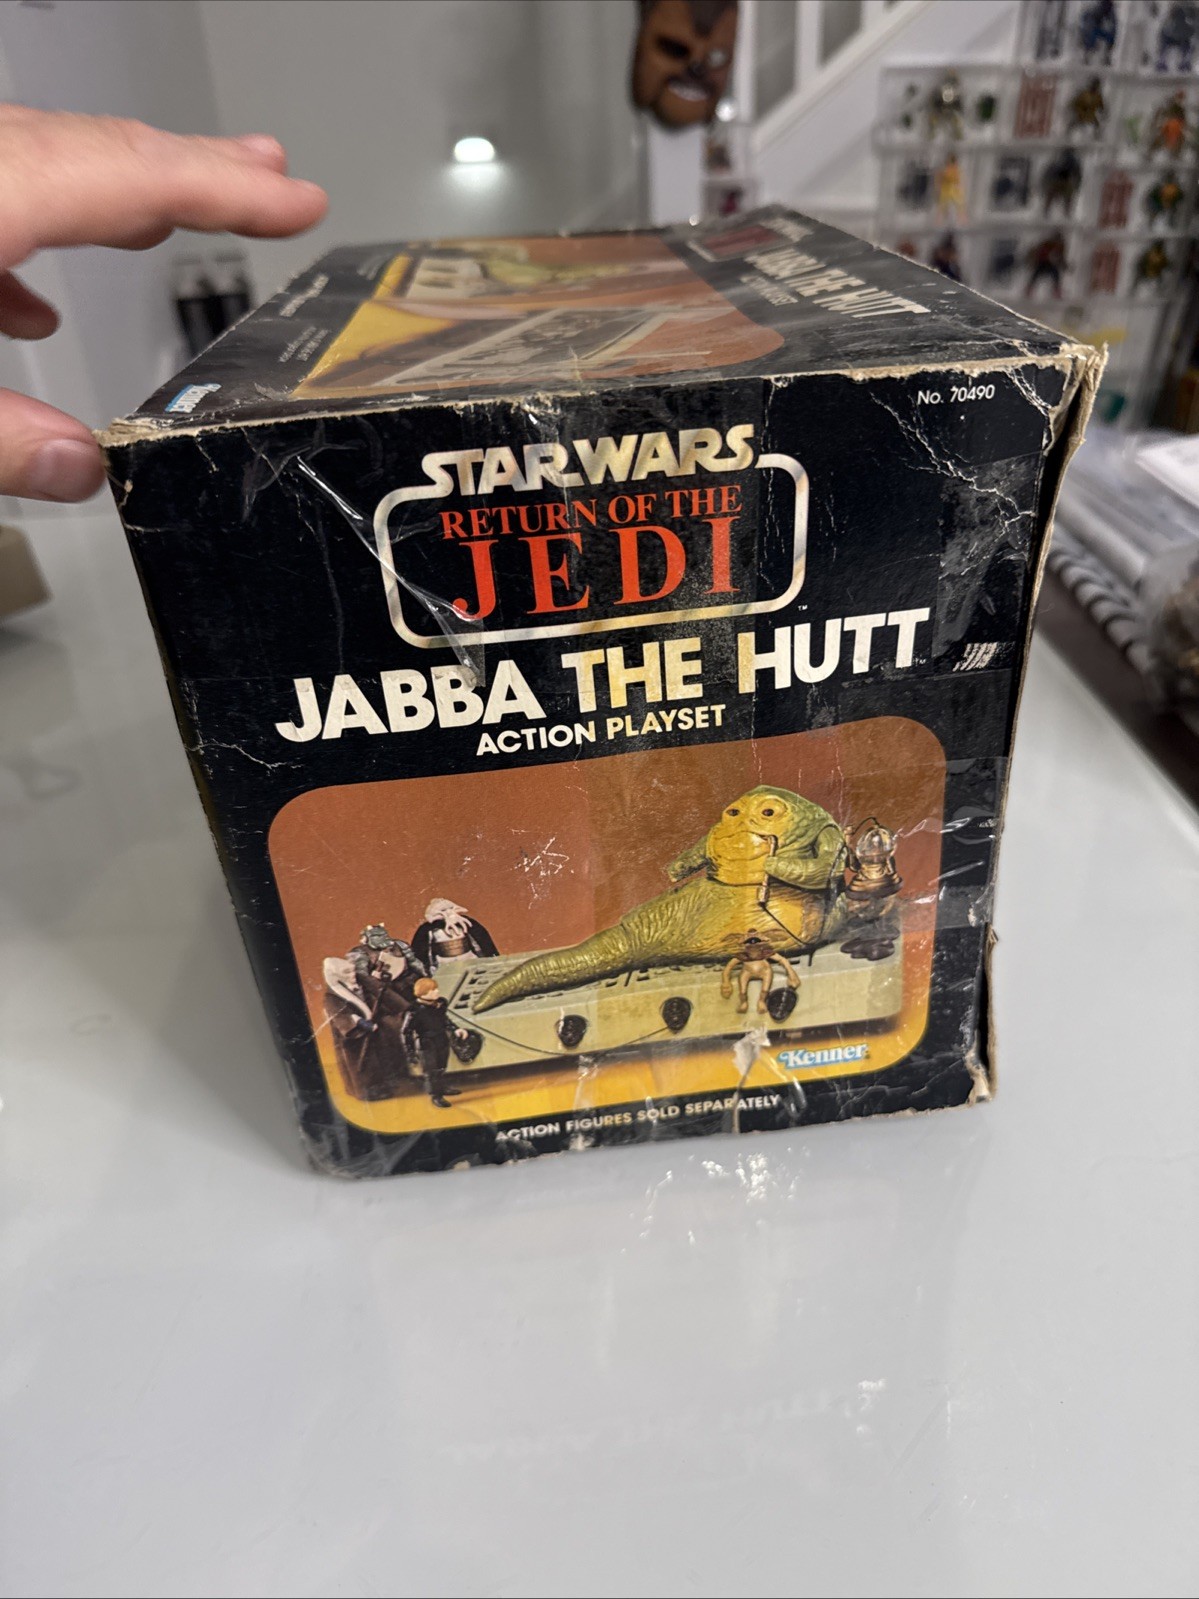 JABBA THE HUTT
Kenner
No. 70490
STAR WARS
RETURN OF THE
JEDI
™
JABBA THE HUTT
ACTION PLAYSET
Kenner
ACTION FIGURES SOLD SEPARATELY